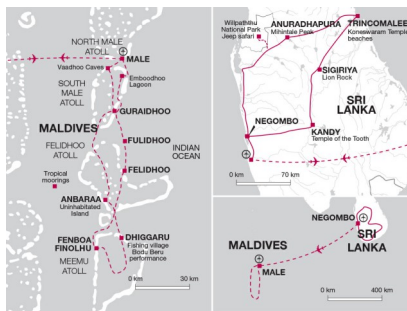 NORTH MALE
ATOLL
MALE
Vaadhoo Caves
Emboodhoo
Lagoon
SOUTH
MALE
ATOLL
GURAIDHOO
MALDIVES
FULIDHOO
FELIDHOO
ATOLL
INDIAN
OCEAN
FELIDHOO
Tropical
moorings
ANBARAA
Uninhabited
Island
FENBOA
FINOLHU
DHIGGARU
Fishing village
Bodu Beru
performance
MEEMU
ATOLL
0 km
30 km
Wilipaththu
National Park
Jeep safari
ANURADHAPURA
Mihintale Peak
TRINCOMALEE
Koneswaram Temple
beaches
SIGIRIYA
Lion Rock
SRI
LANKA
NEGOMBO
KANDY
Temple of the Tooth
0 km
70 km
NEGOMBO
SRI
LANKA
MALDIVES
MALE
0 km
400 km